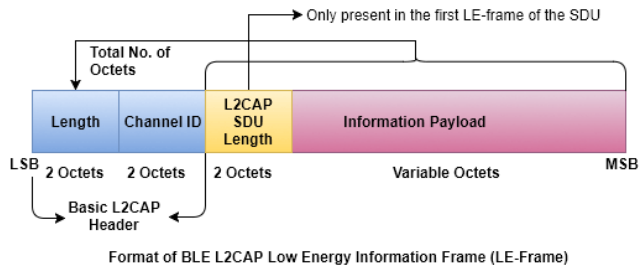 Only present in the first LE-frame of the SDU
Total No. of
Octets
Length
Channel ID
L2CAP
SDU
Length
Information Payload
LSB
2 Octets
2 Octets
2 Octets
Variable Octets
MSB
Basic L2CAP
Header
Format of BLE L2CAP Low Energy Information Frame (LE-Frame)